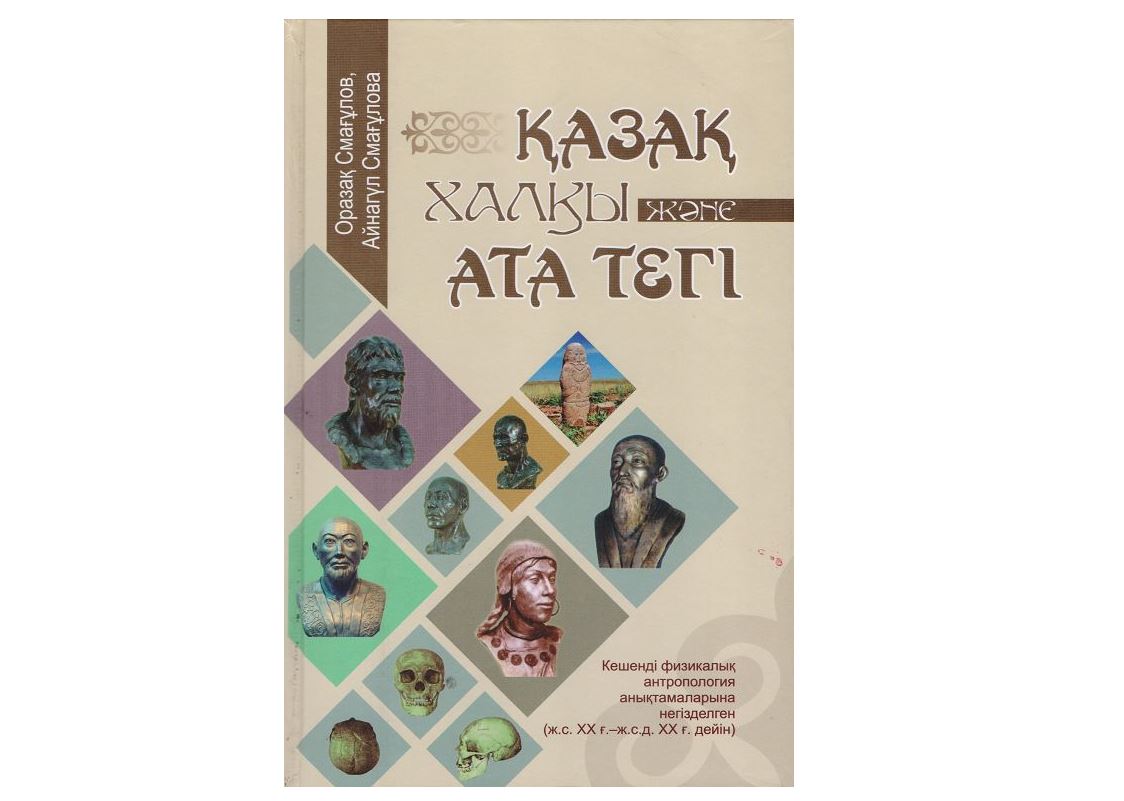 Оразақ Смағұлов,
Айнагүл Смағұлова
ҚАЗАҚ
ХАЛҚЫ ЖӘНЕ
АТА ТЕГІ
Кешенді физикалық
антропология
анықтамаларына
негізделген
(ж.с. XX ғ.–ж.с.д. XX ғ. дейін)